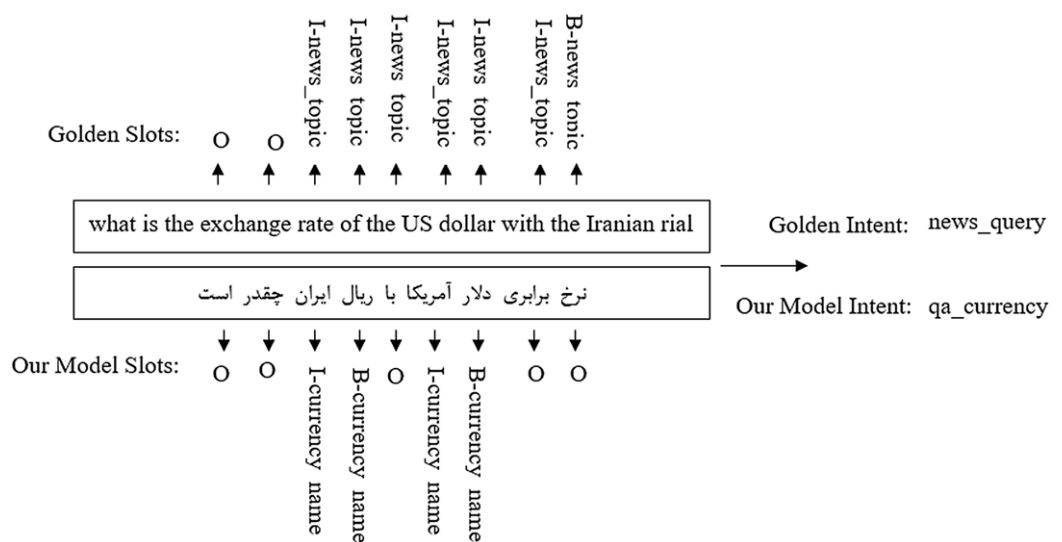 I-news_topic
I-news topic
I-news topic
I-news_topic
I-news topic
I-news_topic
B-news topic
Golden Slots: O O
what is the exchange rate of the US dollar with the Iranian rial
Golden Intent: news_query
نرخ برابری دلار آمریکا با ریال ایران چقدر است
Our Model Intent: qa_currency
Our Model Slots: O O I-currency name B-currency name O I-currency name B-currency name O O